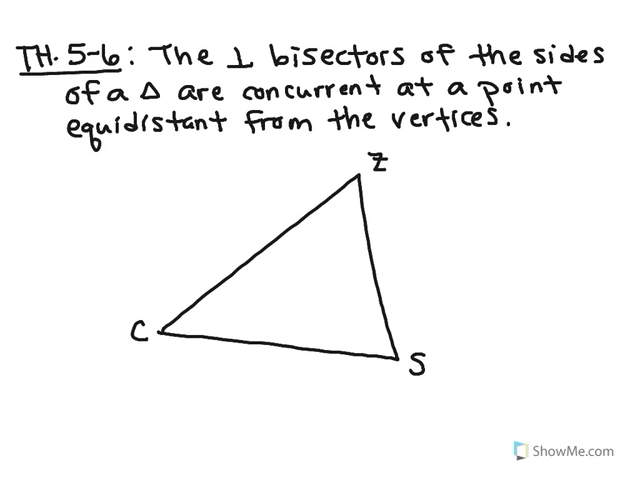 TH. 5-6: The ⊥ bisectors of the sides
of a Δ are concurrent at a point
equidistant from the vertices.
Z
C
S
ShowMe.com